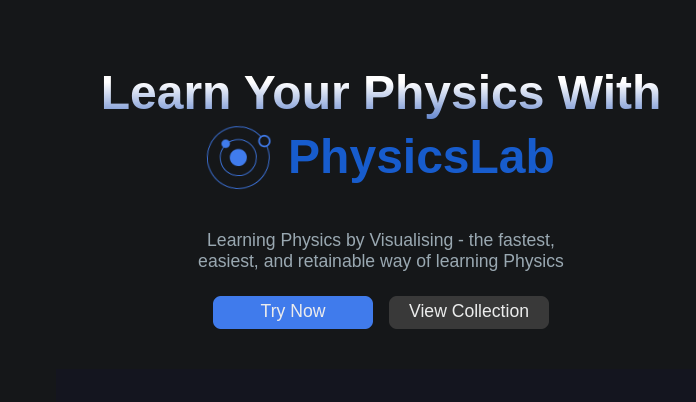 Learn Your Physics With
PhysicsLab
Learning Physics by Visualising - the fastest,
easiest, and retainable way of learning Physics
Try Now
View Collection